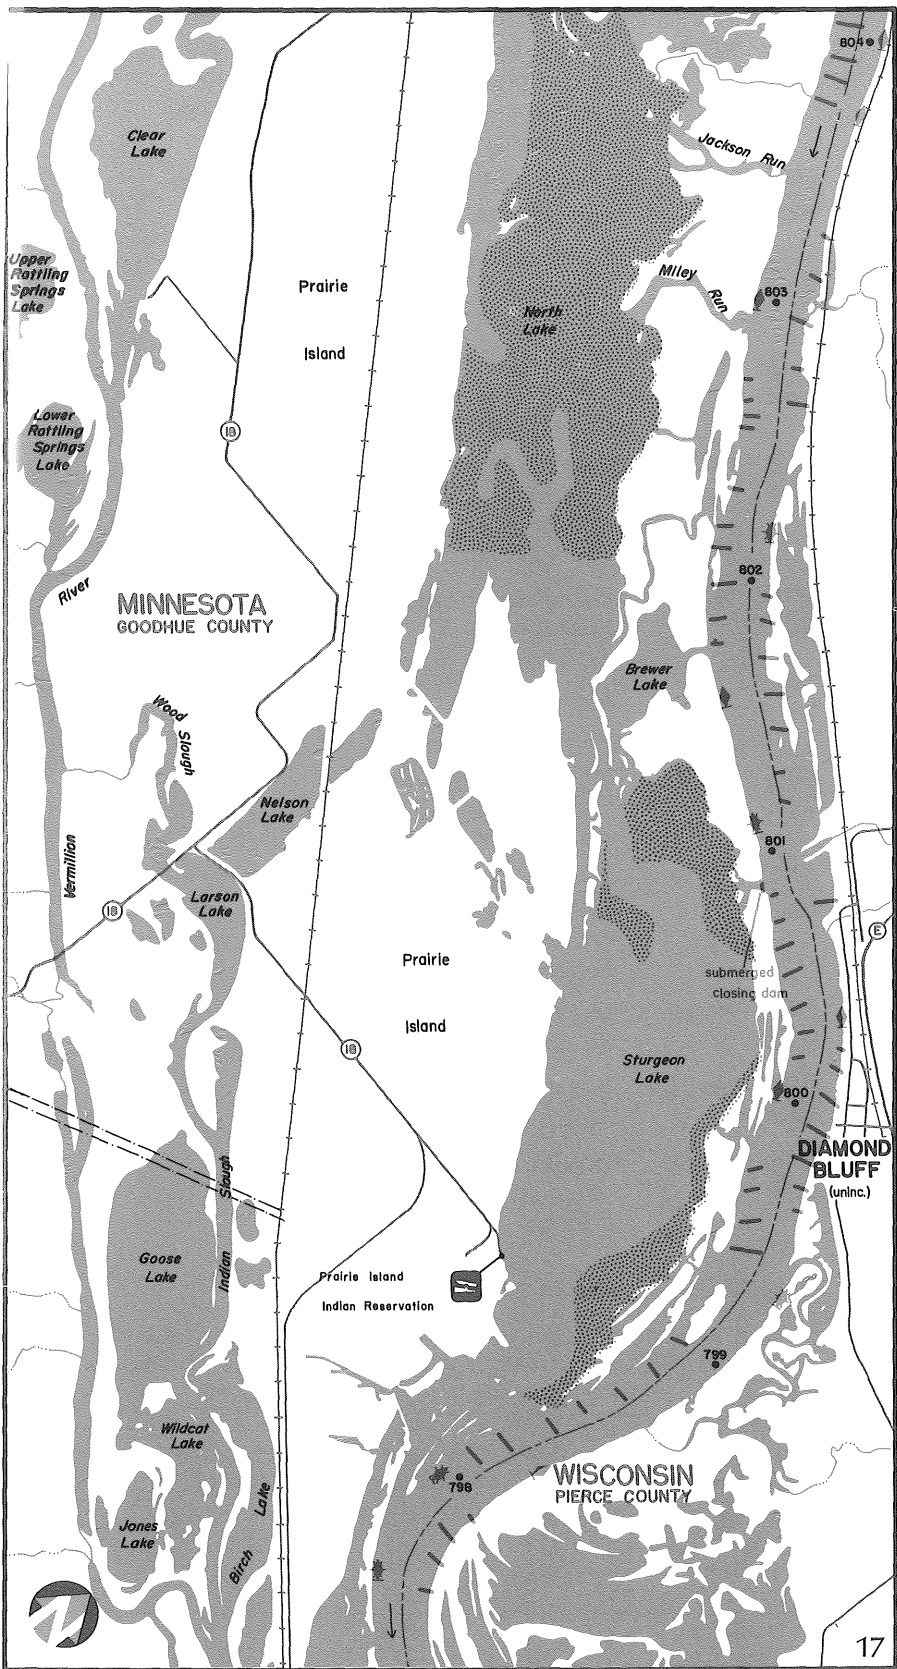 804
Clear
Lake
Jackson Run
Upper
Rattling
Springs
Lake
Prairie
Island
Miley
Run
803
North
Lake
Lower
Rattling
Springs
Lake
18
802
River
MINNESOTA
GOODHUE COUNTY
Brewer
Lake
Wood
Slough
Nelson
Lake
801
Vermillion
Larson
Lake
18
E
Prairie
Island
submerged
closing dam
18
Sturgeon
Lake
800
DIAMOND
BLUFF
(uninc.)
Indian Slough
Goose
Lake
Prairie Island
Indian Reservation
799
Wildcat
Lake
798
WISCONSIN
PIERCE COUNTY
Jones
Lake
Birch Lake
17